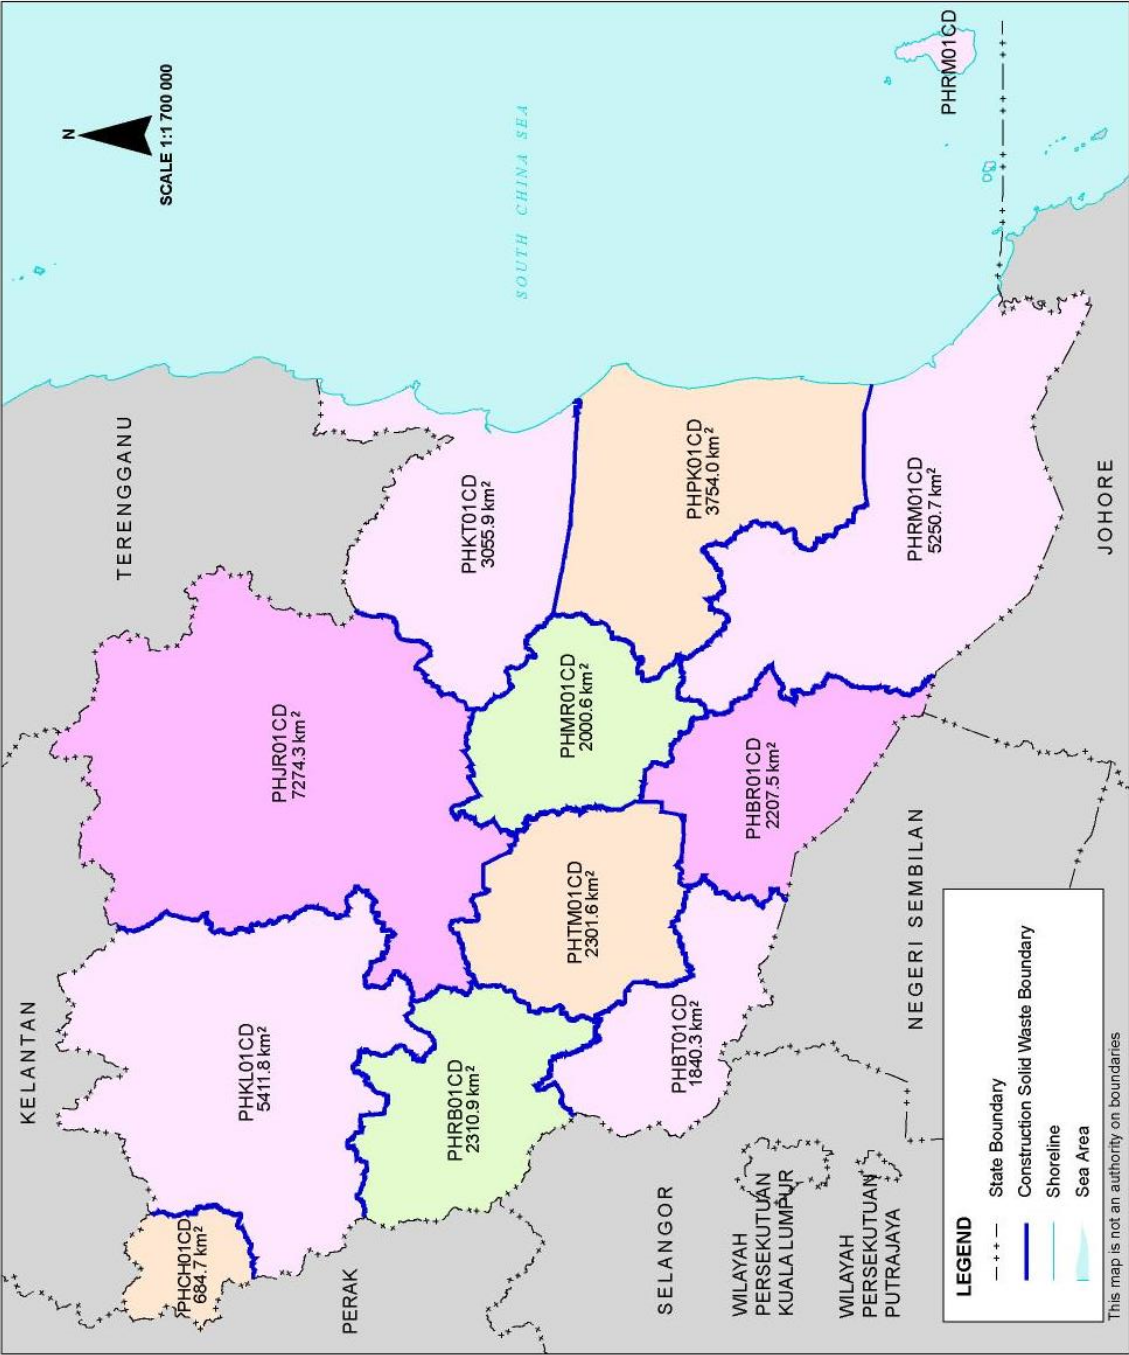 N
SCALE 1:1 700 000
KELANTAN
TERENGGANU
SOUTH CHINA SEA
PHCH01CD
684.7 km²
PHKL01CD
5411.8 km²
PHJR01CD
7274.3 km²
PHKT01CD
3055.9 km²
PERAK
PHRB01CD
2310.9 km²
PHTM01CD
2301.6 km²
PHMR01CD
2000.6 km²
PHPK01CD
3754.0 km²
SELANGOR
PHBT01CD
1840.3 km²
PHBR01CD
2207.5 km²
PHRM01CD
5250.7 km²
PHRM01CD
WILAYAH
PERSEKUTUAN
KUALA LUMPUR
WILAYAH
PERSEKUTUAN
PUTRAJAYA
NEGERI SEMBILAN
JOHORE
LEGEND
State Boundary
Construction Solid Waste Boundary
Shoreline
Sea Area
This map is not an authority on boundaries